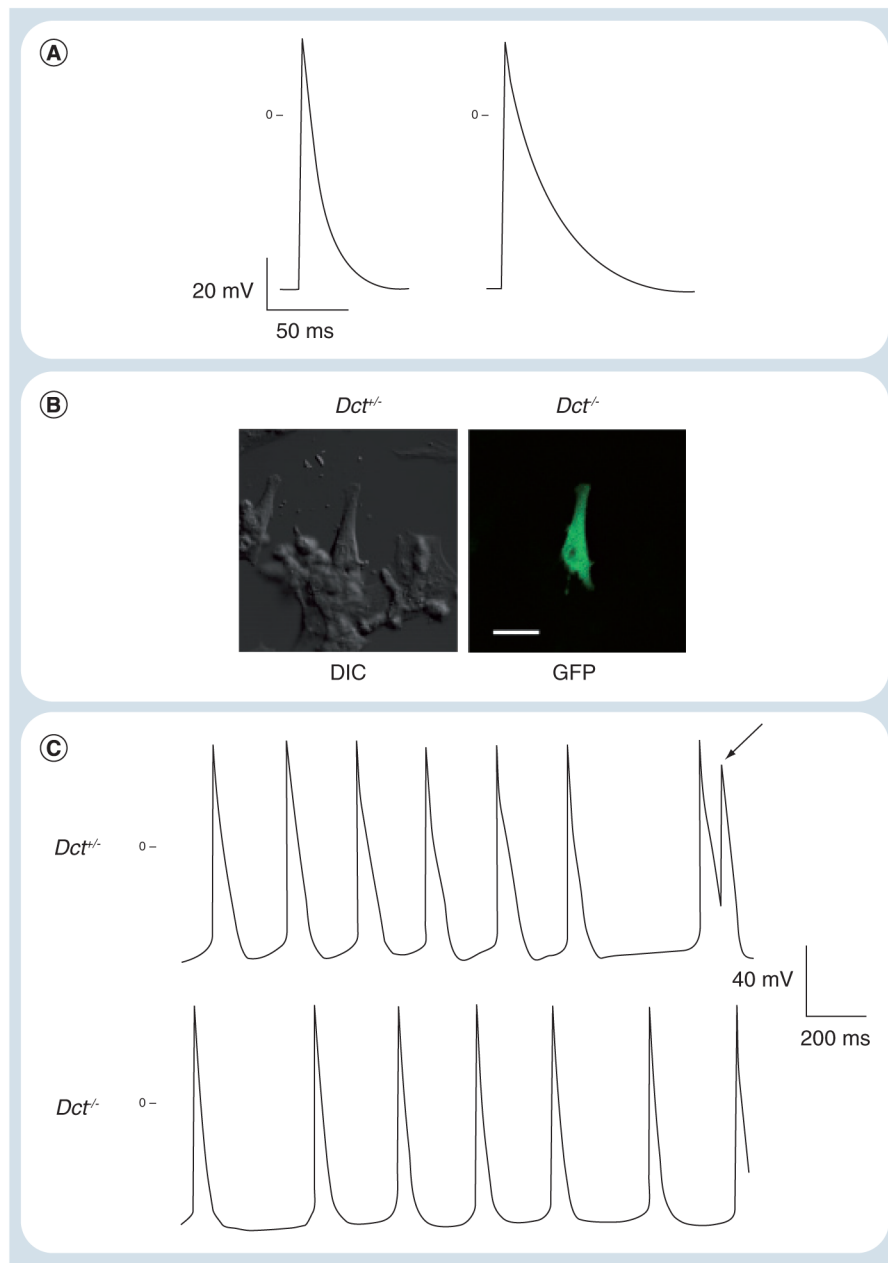 A
0 –
0 –
20 mV
50 ms
B
Dct+/-
Dct-/-
DIC
GFP
C
Dct+/-
0 –
40 mV
200 ms
Dct-/-
0 –